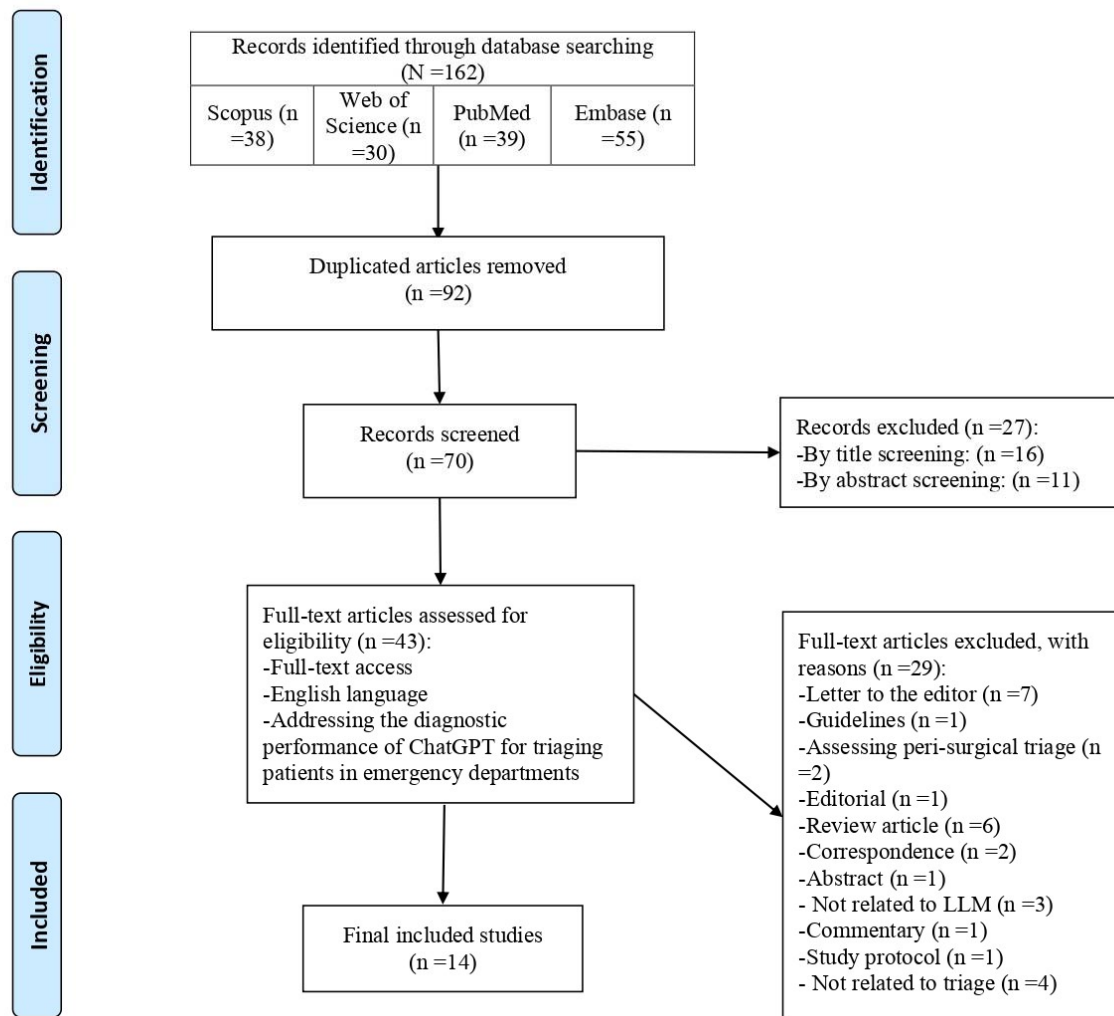 Identification
Records identified through database searching
(N =162)
Scopus (n
=38)
Web of
Science (n
=30)
PubMed
(n =39)
Embase (n
=55)
Duplicated articles removed
(n =92)
Screening
Records screened
(n =70)
Records excluded (n =27):
-By title screening: (n =16)
-By abstract screening: (n =11)
Eligibility
Full-text articles assessed for
eligibility (n =43):
-Full-text access
-English language
-Addressing the diagnostic
performance of ChatGPT for triaging
patients in emergency departments
Full-text articles excluded, with
reasons (n =29):
-Letter to the editor (n =7)
-Guidelines (n =1)
-Assessing peri-surgical triage (n
=2)
-Editorial (n =1)
-Review article (n =6)
-Correspondence (n =2)
-Abstract (n =1)
- Not related to LLM (n =3)
-Commentary (n =1)
-Study protocol (n =1)
- Not related to triage (n =4)
Included
Final included studies
(n =14)